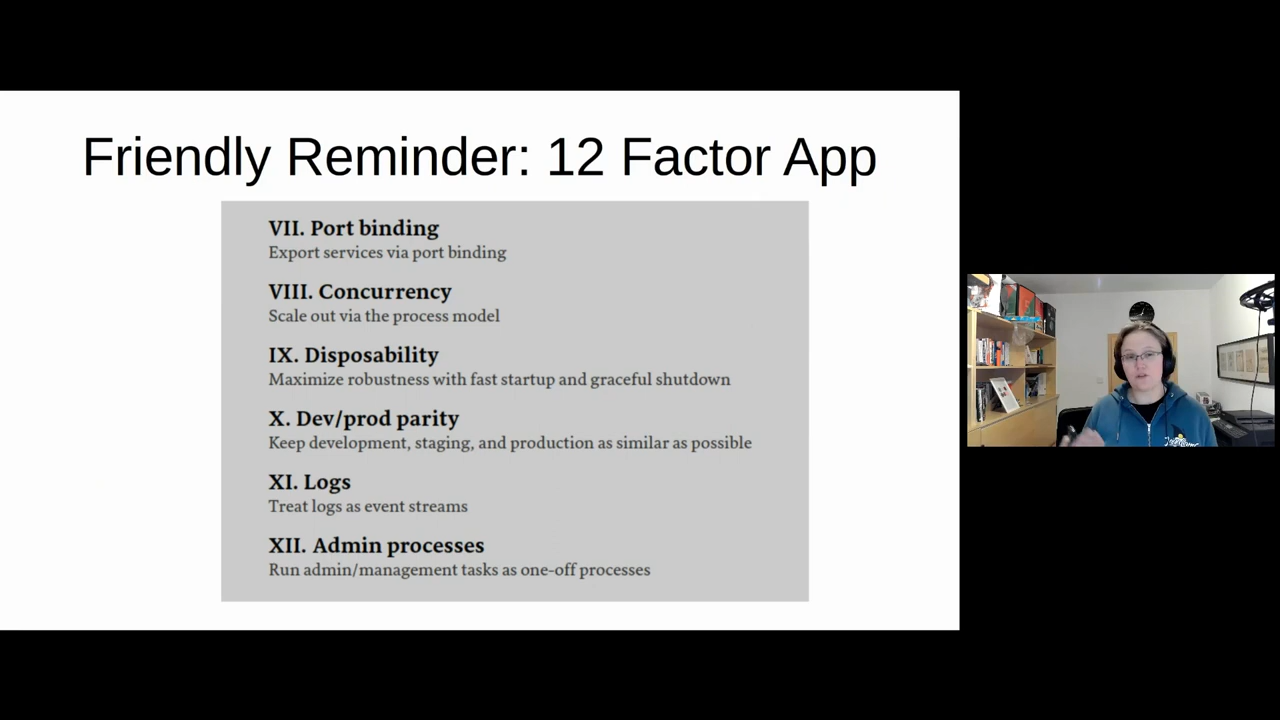 Friendly Reminder: 12 Factor App
VII. Port binding
Export services via port binding
VIII. Concurrency
Scale out via the process model
IX. Disposability
Maximize robustness with fast startup and graceful shutdown
X. Dev/prod parity
Keep development, staging, and production as similar as possible
XI. Logs
Treat logs as event streams
XII. Admin processes
Run admin/management tasks as one-off processes